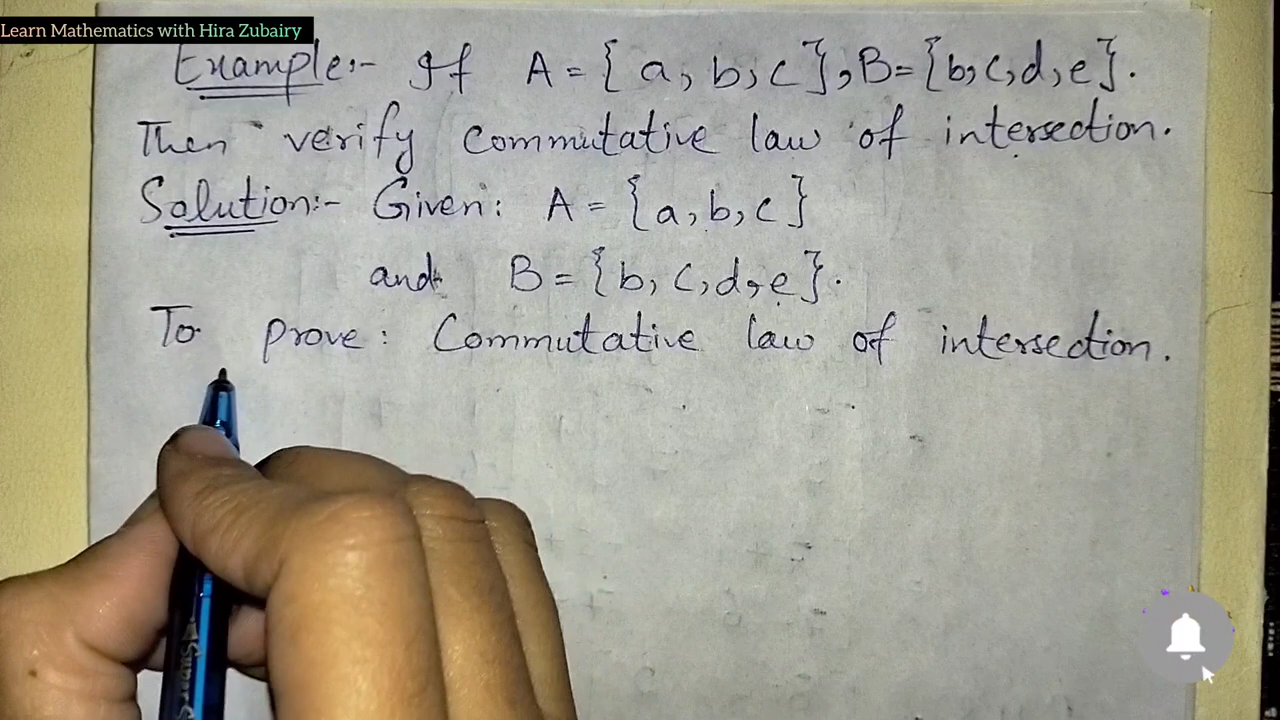 Learn Mathematics with Hira Zubairy
Example:- If A = { a, b, c }, B = { b, c, d, e }.
Then verify commutative law of intersection.
Solution:- Given: A = { a, b, c }
and B = { b, c, d, e }.
To prove: Commutative law of intersection.